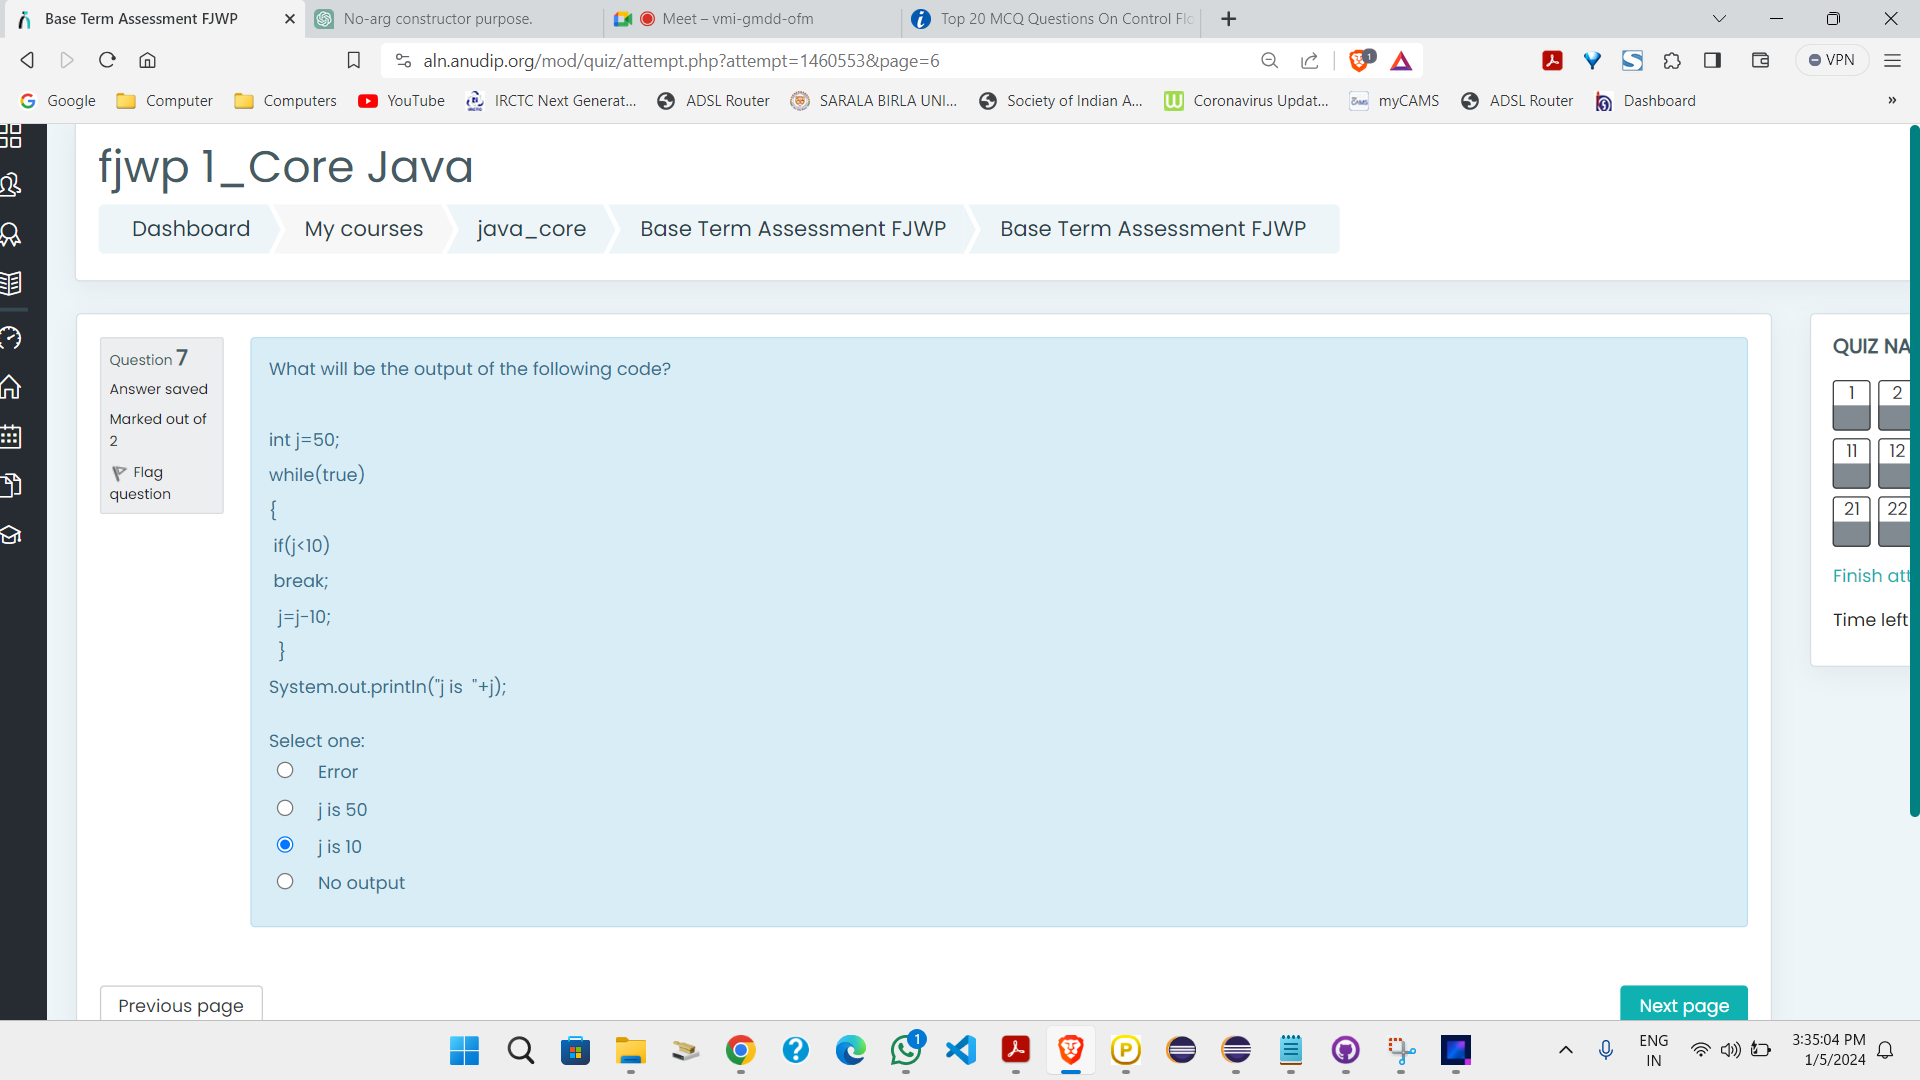 Base Term Assessment FJWP
No-arg constructor purpose.
Meet – vmi-gmdd-ofm
Top 20 MCQ Questions On Control Flo
aln.anudip.org/mod/quiz/attempt.php?attempt=1460553&page=6
1
VPN
Google
Computer
Computers
YouTube
IRCTC Next Generat...
ADSL Router
SARALA BIRLA UNI...
Society of Indian A...
Coronavirus Updat...
myCAMS
ADSL Router
Dashboard
»
fjwp 1_Core Java
Dashboard
My courses
java_core
Base Term Assessment FJWP
Base Term Assessment FJWP
Question 7
Answer saved
Marked out of
2
Flag
question
What will be the output of the following code?
int j=50;
while(true)
{
if(j<10)
break;
j=j-10;
}
System.out.println("j is  "+j);
Select one:
Error
j is 50
j is 10
No output
QUIZ NA
1 2
11 12
21 22
Finish att
Time left
Previous page
Next page
1
ENG
IN
3:35:04 PM
1/5/2024